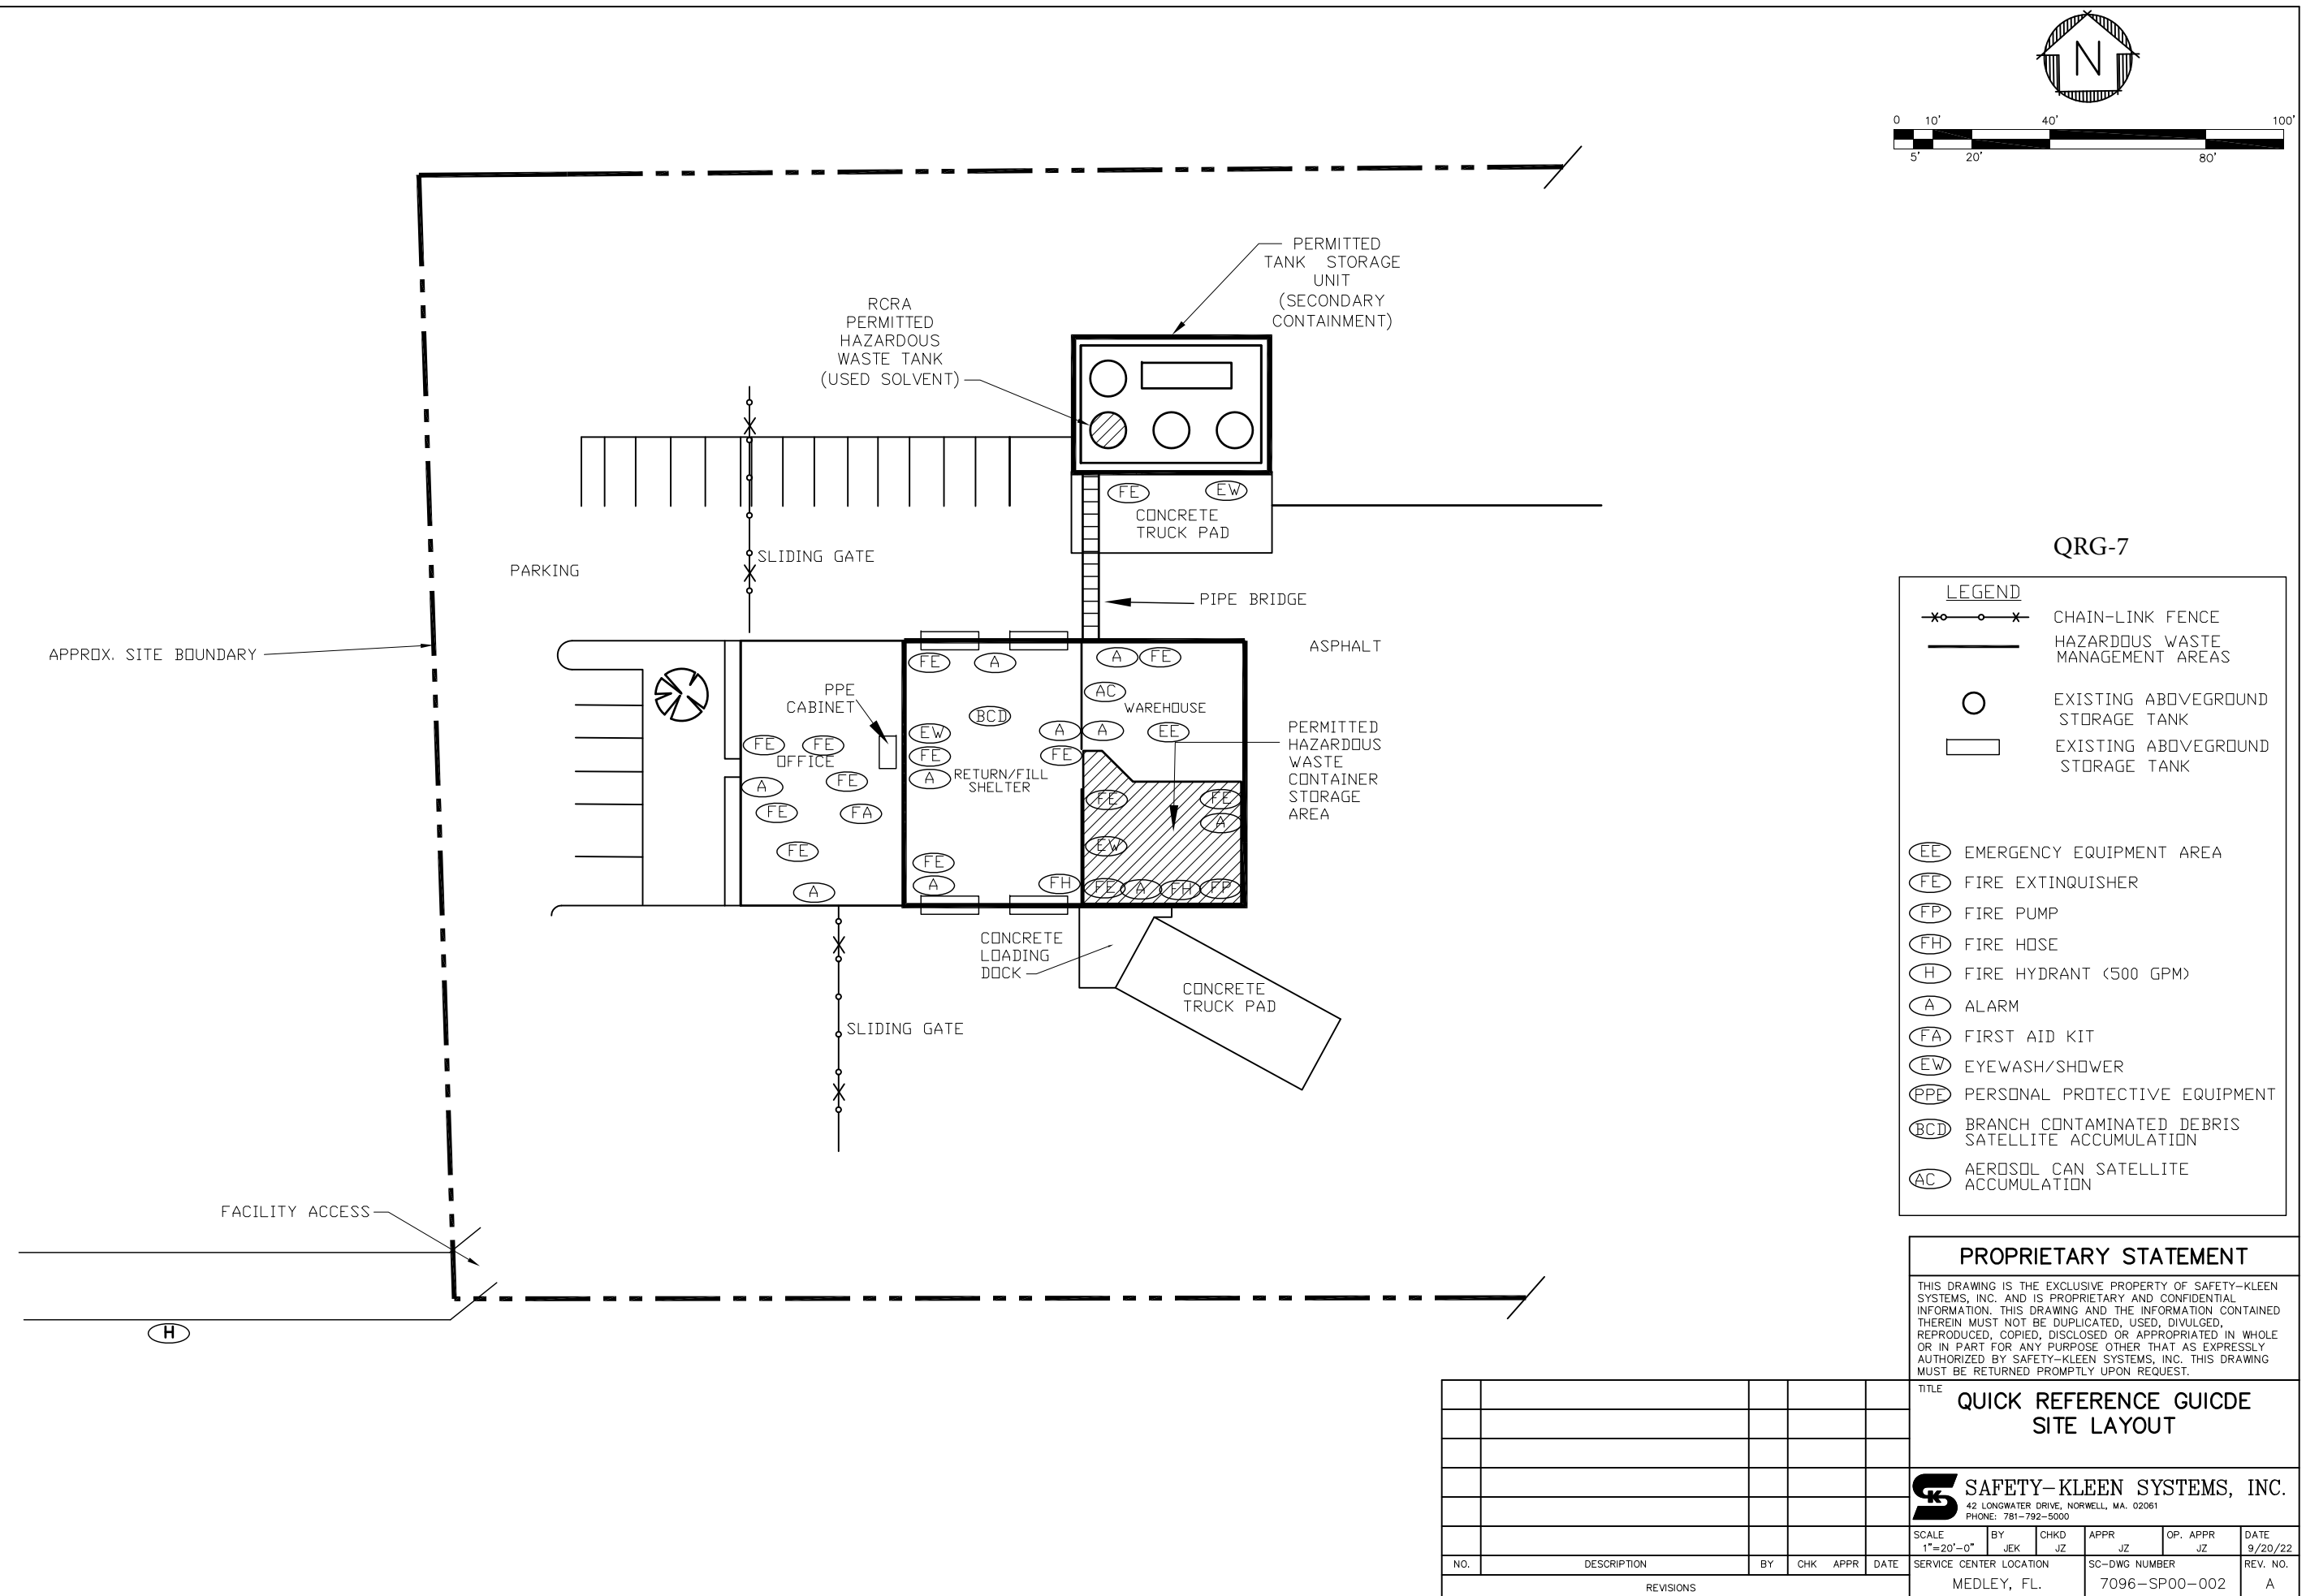 N
0 10' 40' 100'
5' 20' 80'
PERMITTED
TANK STORAGE
UNIT
(SECONDARY
CONTAINMENT)
RCRA
PERMITTED
HAZARDOUS
WASTE TANK
(USED SOLVENT)
FE EW
CONCRETE
TRUCK PAD
SLIDING GATE
PARKING
PIPE BRIDGE
ASPHALT
APPROX. SITE BOUNDARY
PPE
CABINET
FE FE
OFFICE
A FE
FE FA
FE
A
FE A
BCD
EW A
FE FE
A RETURN/FILL
SHELTER
FE
A FH
A FE
AC
WAREHOUSE
A EE
FE FE
A
EW
FE A FH FP
PERMITTED
HAZARDOUS
WASTE
CONTAINER
STORAGE
AREA
CONCRETE
LOADING
DOCK
CONCRETE
TRUCK PAD
SLIDING GATE
FACILITY ACCESS
H
QRG-7
LEGEND
CHAIN-LINK FENCE
HAZARDOUS WASTE
MANAGEMENT AREAS
EXISTING ABOVEGROUND
STORAGE TANK
EXISTING ABOVEGROUND
STORAGE TANK
EE EMERGENCY EQUIPMENT AREA
FE FIRE EXTINQUISHER
FP FIRE PUMP
FH FIRE HOSE
H FIRE HYDRANT (500 GPM)
A ALARM
FA FIRST AID KIT
EW EYEWASH/SHOWER
PPE PERSONAL PROTECTIVE EQUIPMENT
BCD BRANCH CONTAMINATED DEBRIS
SATELLITE ACCUMULATION
AC AEROSOL CAN SATELLITE
ACCUMULATION
PROPRIETARY STATEMENT
THIS DRAWING IS THE EXCLUSIVE PROPERTY OF SAFETY-KLEEN
SYSTEMS, INC. AND IS PROPRIETARY AND CONFIDENTIAL
INFORMATION. THIS DRAWING AND THE INFORMATION CONTAINED
THEREIN MUST NOT BE DUPLICATED, USED, DIVULGED,
REPRODUCED, COPIED, DISCLOSED OR APPROPRIATED IN WHOLE
OR IN PART FOR ANY PURPOSE OTHER THAT AS EXPRESSLY
AUTHORIZED BY SAFETY-KLEEN SYSTEMS, INC. THIS DRAWING
MUST BE RETURNED PROMPTLY UPON REQUEST.
TITLE
QUICK REFERENCE GUICDE
SITE LAYOUT
SK SAFETY-KLEEN SYSTEMS, INC.
42 LONGWATER DRIVE, NORWELL, MA. 02061
PHONE: 781-792-5000
SCALE BY CHKD APPR OP. APPR DATE
1"=20'-0" JEK JZ JZ JZ 9/20/22
NO. DESCRIPTION BY CHK APPR DATE
REVISIONS
SERVICE CENTER LOCATION SC-DWG NUMBER REV. NO.
MEDLEY, FL. 7096-SP00-002 A